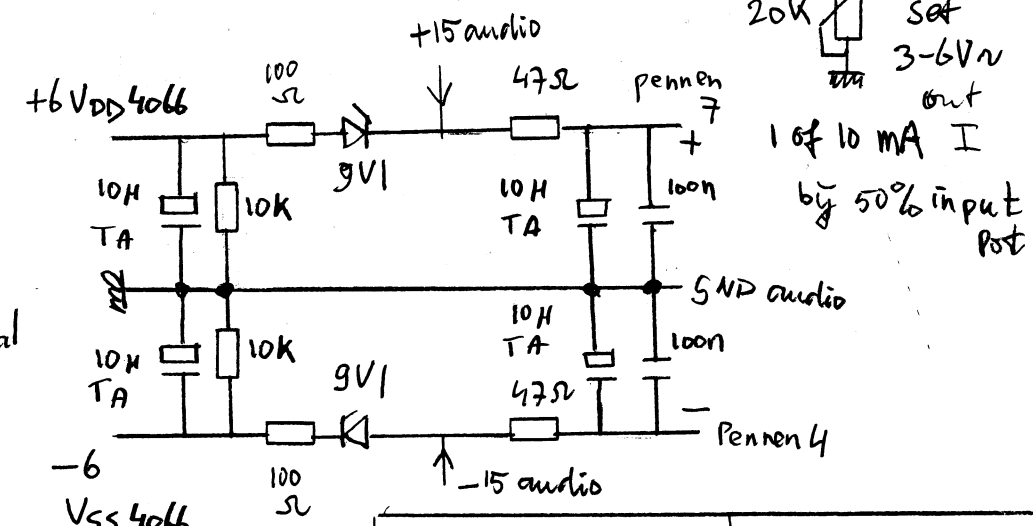 +15 audio
20K
set
3-6V~
out
1 of 10 mA I
by 50% input
Pot
+6 VDD 4066
100
Ω
9V1
47Ω
pennen
7
+
10μ
TA
10K
10μ
TA
100n
GND audio
10μ
TA
10K
9V1
10μ
TA
100n
47Ω
−
Pennen 4
-6
VSS 4066
100
Ω
-15 audio
al